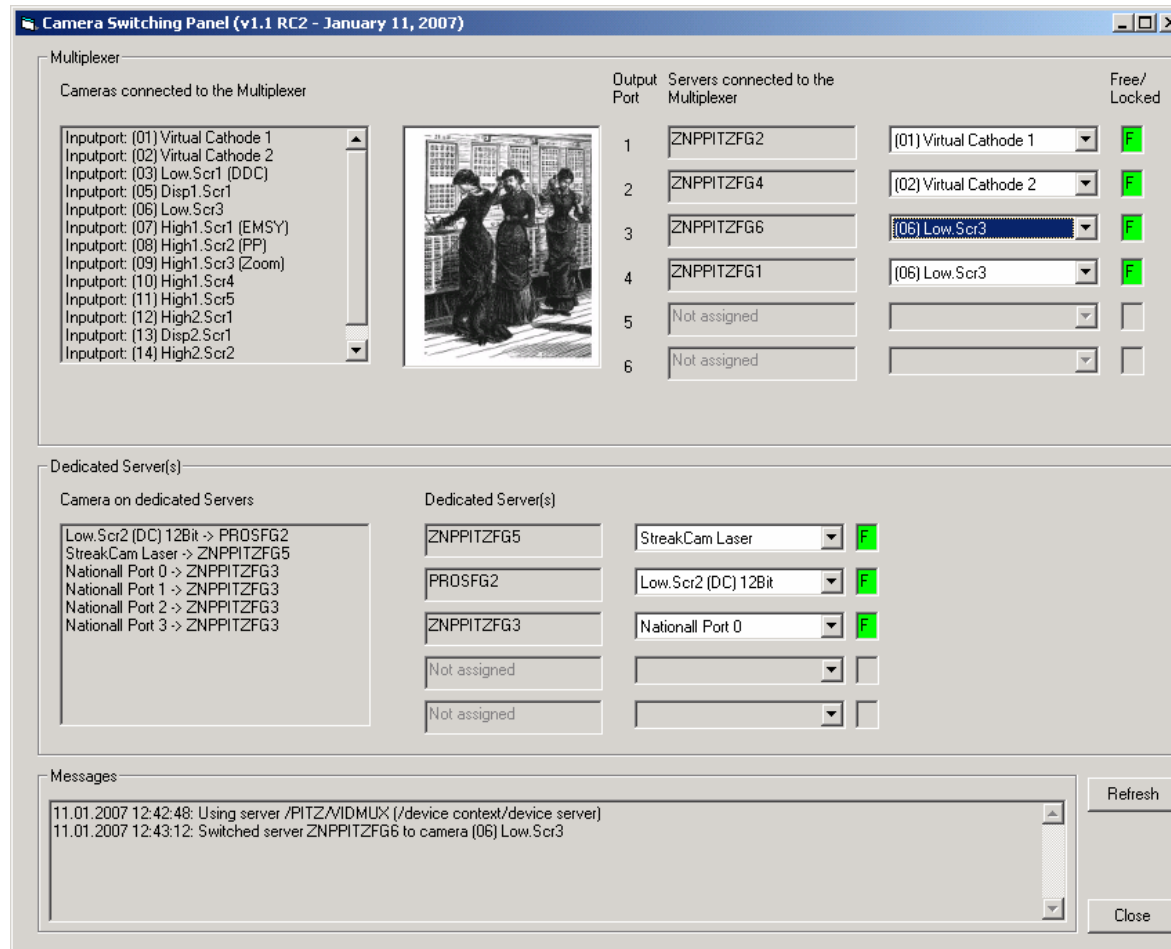 Camera Switching Panel (v1.1 RC2 - January 11, 2007)
Multiplexer
Cameras connected to the Multiplexer
Inputport: (01) Virtual Cathode 1
Inputport: (02) Virtual Cathode 2
Inputport: (03) Low.Scr1 (DDC)
Inputport: (05) Disp1.Scr1
Inputport: (06) Low.Scr3
Inputport: (07) High1.Scr1 (EMSY)
Inputport: (08) High1.Scr2 (PP)
Inputport: (09) High1.Scr3 (Zoom)
Inputport: (10) High1.Scr4
Inputport: (11) High1.Scr5
Inputport: (12) High2.Scr1
Inputport: (13) Disp2.Scr1
Inputport: (14) High2.Scr2
Output Port
Servers connected to the Multiplexer
Free/ Locked
1 ZNPPITZFG2 (01) Virtual Cathode 1 F
2 ZNPPITZFG4 (02) Virtual Cathode 2 F
3 ZNPPITZFG6 (06) Low.Scr3 F
4 ZNPPITZFG1 (06) Low.Scr3 F
5 Not assigned
6 Not assigned
Dedicated Server(s)
Camera on dedicated Servers
Low.Scr2 (DC) 12Bit -> PROSFG2
StreakCam Laser -> ZNPPITZFG5
Nationall Port 0 -> ZNPPITZFG3
Nationall Port 1 -> ZNPPITZFG3
Nationall Port 2 -> ZNPPITZFG3
Nationall Port 3 -> ZNPPITZFG3
Dedicated Server(s)
ZNPPITZFG5 StreakCam Laser F
PROSFG2 Low.Scr2 (DC) 12Bit F
ZNPPITZFG3 Nationall Port 0 F
Not assigned
Not assigned
Messages
11.01.2007 12:42:48: Using server /PITZ/VIDMUX (/device context/device server)
11.01.2007 12:43:12: Switched server ZNPPITZFG6 to camera (06) Low.Scr3
Refresh
Close